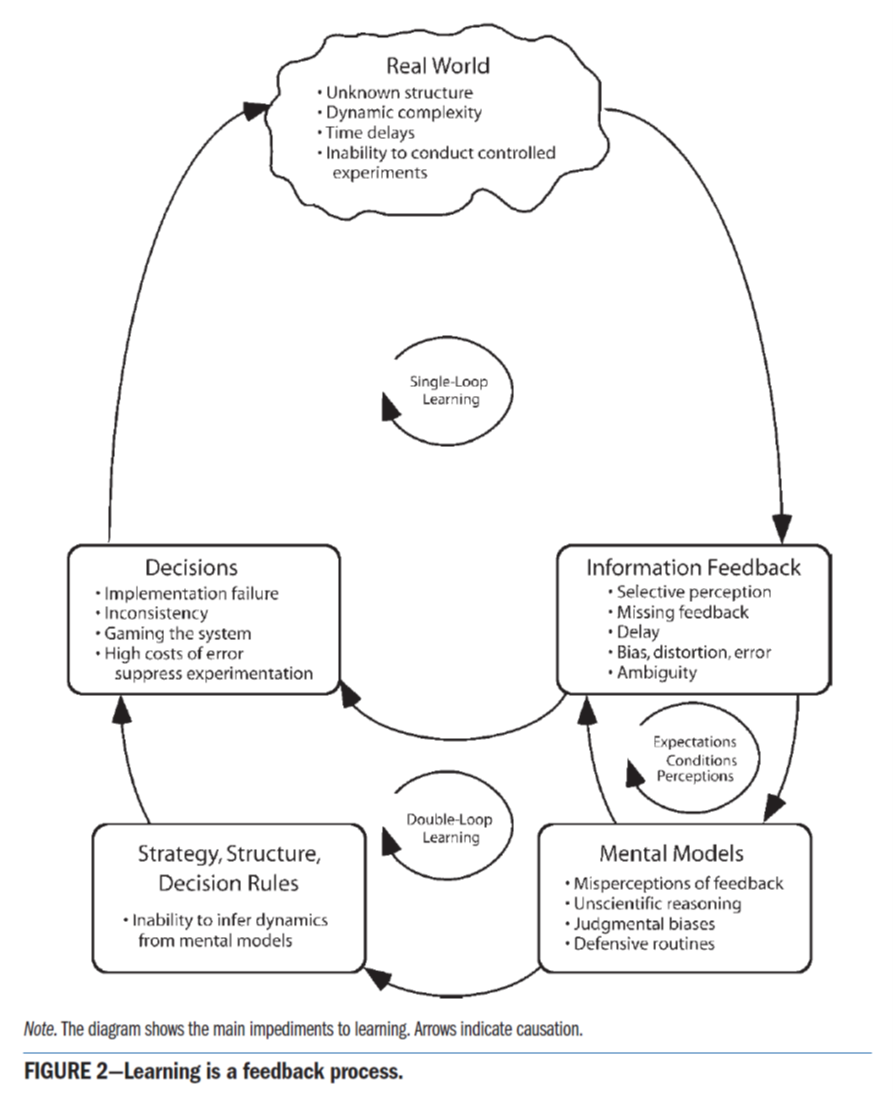 Real World
• Unknown structure
• Dynamic complexity
• Time delays
• Inability to conduct controlled
experiments
Single-Loop
Learning
Decisions
• Implementation failure
• Inconsistency
• Gaming the system
• High costs of error
suppress experimentation
Information Feedback
• Selective perception
• Missing feedback
• Delay
• Bias, distortion, error
• Ambiguity
Expectations
Conditions
Perceptions
Double-Loop
Learning
Strategy, Structure,
Decision Rules
• Inability to infer dynamics
from mental models
Mental Models
• Misperceptions of feedback
• Unscientific reasoning
• Judgmental biases
• Defensive routines
Note. The diagram shows the main impediments to learning. Arrows indicate causation.
FIGURE 2—Learning is a feedback process.